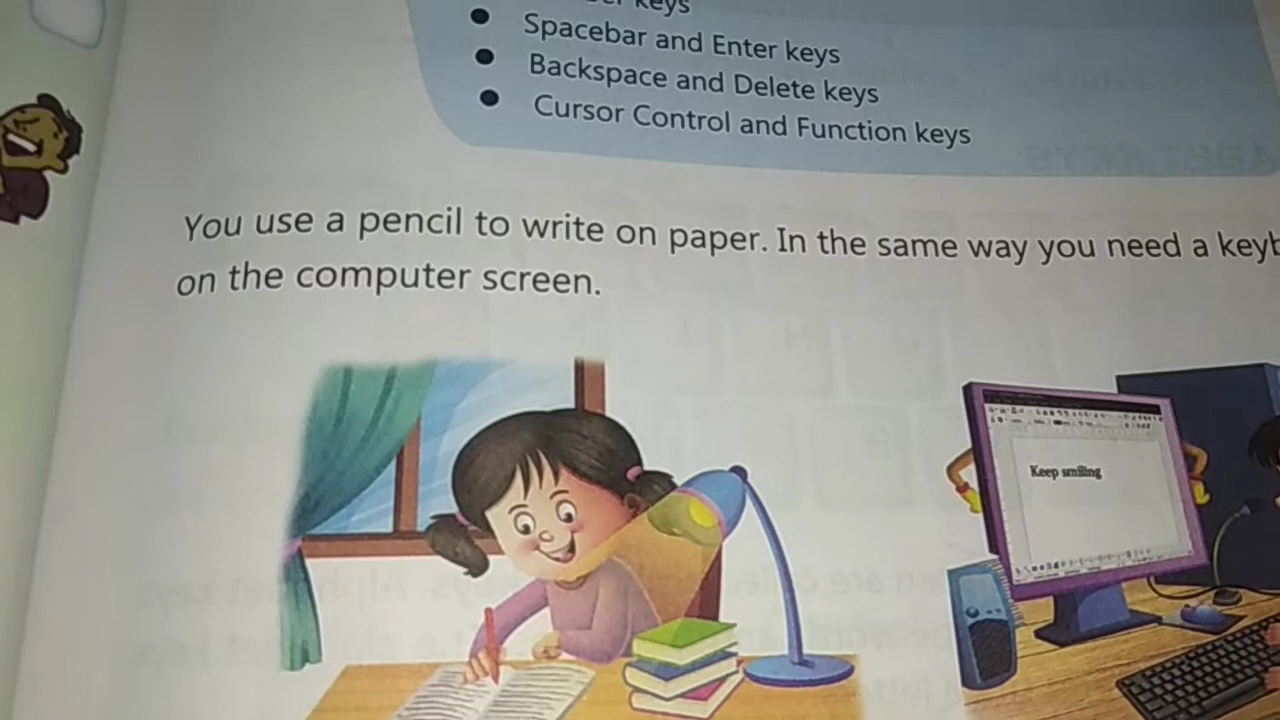 keys
Spacebar and Enter keys
Backspace and Delete keys
Cursor Control and Function keys
You use a pencil to write on paper. In the same way you need a
on the computer screen.
Keep smiling